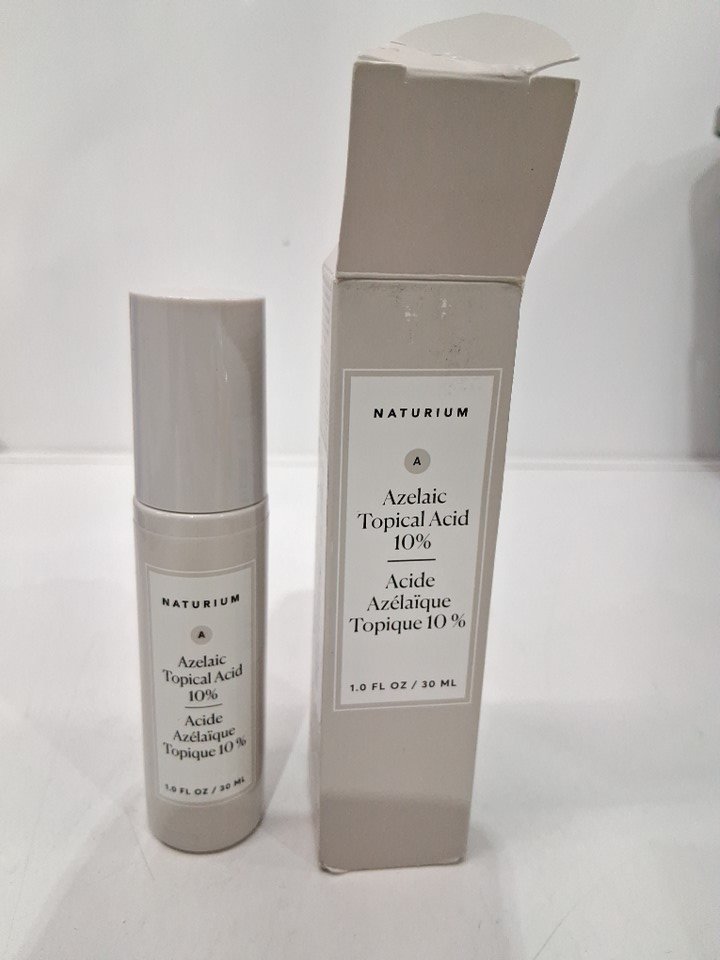 NATURIUM
A
Azelaic
Topical Acid
10%
Acide
Azélaïque
Topique 10 %
1.0 FL OZ / 30 ML
NATURIUM
A
Azelaic
Topical Acid
10%
Acide
Azélaïque
Topique 10 %
1.0 FL OZ / 30 ML